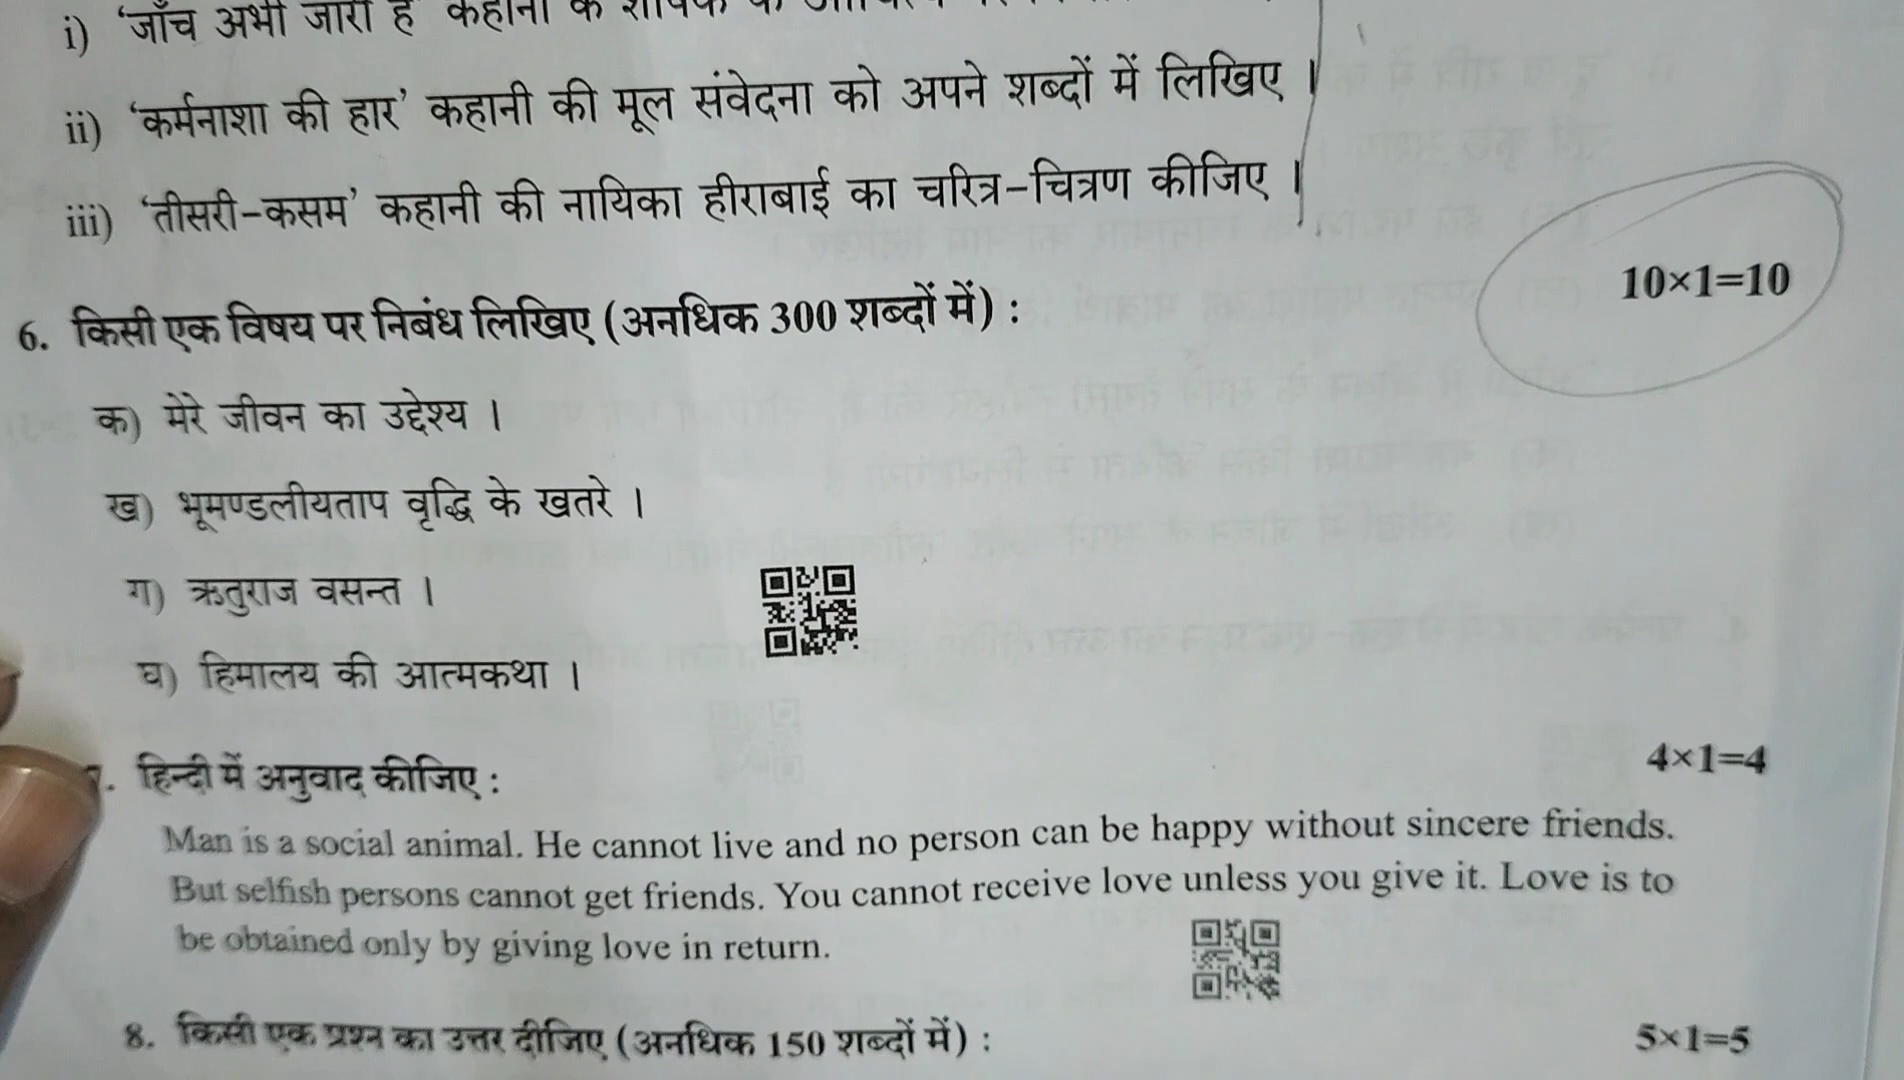 i) ‘जाँच अभी जारी है’ कहानी के शीर्षक
ii) ‘कर्मनाशा की हार’ कहानी की मूल संवेदना को अपने शब्दों में लिखिए ।
iii) ‘तीसरी-कसम’ कहानी की नायिका हीराबाई का चरित्र-चित्रण कीजिए ।
6. किसी एक विषय पर निबंध लिखिए (अनधिक 300 शब्दों में) : 10×1=10
क) मेरे जीवन का उद्देश्य ।
ख) भूमण्डलीयताप वृद्धि के खतरे ।
ग) ऋतुराज वसन्त ।
घ) हिमालय की आत्मकथा ।
7. हिन्दी में अनुवाद कीजिए : 4×1=4
Man is a social animal. He cannot live and no person can be happy without sincere friends.
But selfish persons cannot get friends. You cannot receive love unless you give it. Love is to
be obtained only by giving love in return.
8. किसी एक प्रश्न का उत्तर दीजिए (अनधिक 150 शब्दों में) : 5×1=5